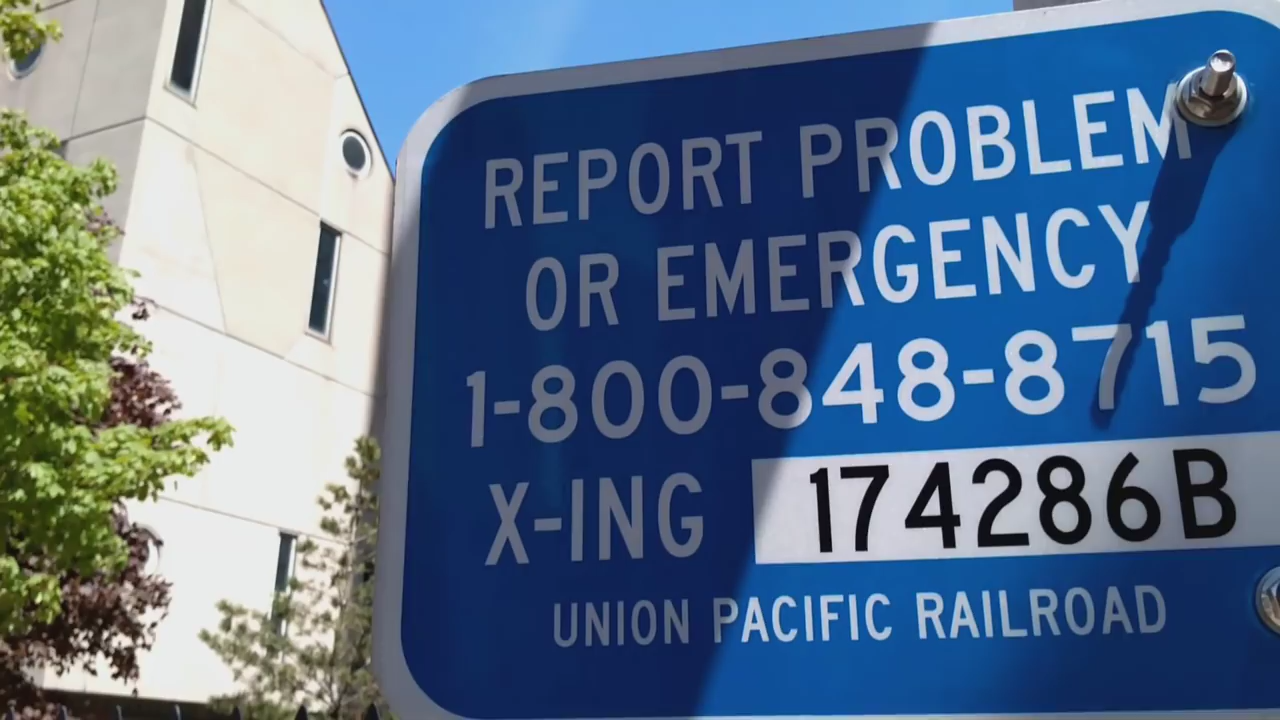 REPORT PROBLEM
OR EMERGENCY
1-800-848-8715
X-ING 174286B
UNION PACIFIC RAILROAD